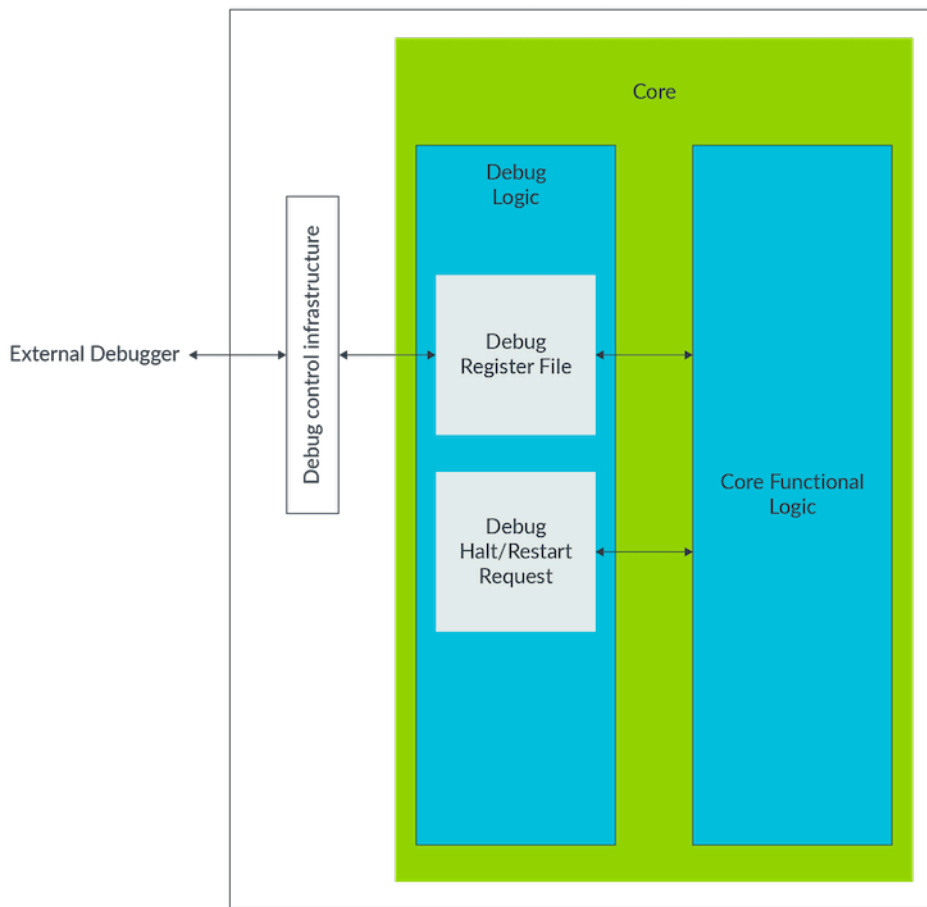 Core
Debug
Logic
Debug control infrastructure
External Debugger
Debug
Register File
Core Functional
Logic
Debug
Halt/Restart
Request